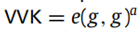 VVK = e(g, g)ᵃ